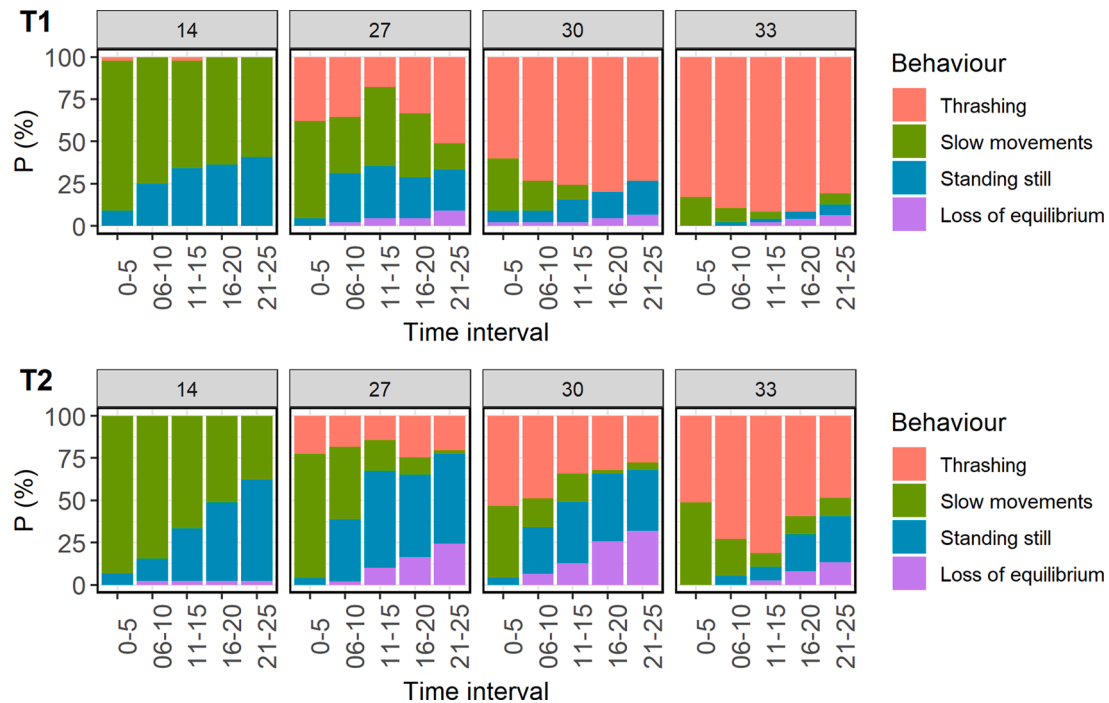 T1
14 27 30 33
P (%)
100
75
50
25
0
0-5 06-10 11-15 16-20 21-25 0-5 06-10 11-15 16-20 21-25 0-5 06-10 11-15 16-20 21-25 0-5 06-10 11-15 16-20 21-25
Time interval
Behaviour
Thrashing
Slow movements
Standing still
Loss of equilibrium
T2
14 27 30 33
P (%)
100
75
50
25
0
0-5 06-10 11-15 16-20 21-25 0-5 06-10 11-15 16-20 21-25 0-5 06-10 11-15 16-20 21-25 0-5 06-10 11-15 16-20 21-25
Time interval
Behaviour
Thrashing
Slow movements
Standing still
Loss of equilibrium